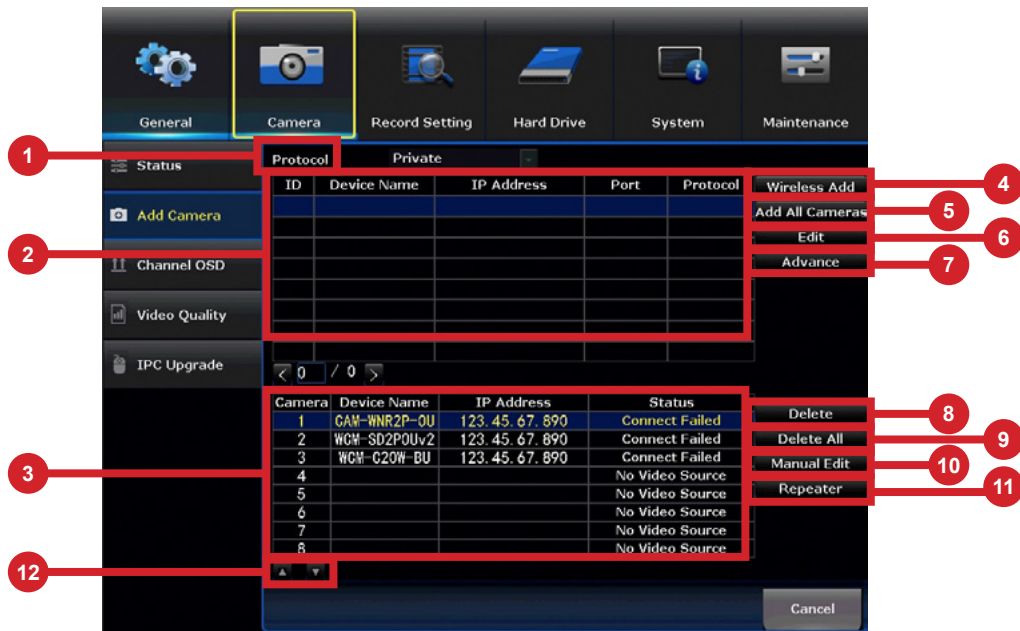 General Camera Record Setting Hard Drive System Maintenance
1 Status Protocol Private
ID Device Name IP Address Port Protocol Wireless Add 4
Add Camera Add All Cameras 5
Edit 6
2 Channel OSD Advance 7
Video Quality
IPC Upgrade
< 0 / 0 >
Camera Device Name IP Address Status
1 CAM-WNR2P-OU 123.45.67.890 Connect Failed Delete 8
2 WCM-SD2P0Uv2 123.45.67.890 Connect Failed Delete All 9
3 WCM-C20W-BU 123.45.67.890 Connect Failed Manual Edit 10
3 4 No Video Source
5 No Video Source Repeater 11
6 No Video Source
7 No Video Source
8 No Video Source
12
Cancel